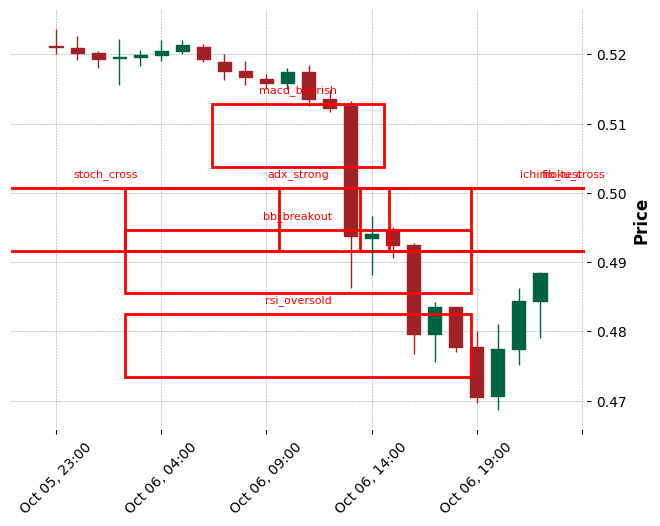 0.52
macd_bearish
0.51
stoch_cross
adx_strong
0.50
bb_breakout
0.49
rsi_oversold
0.48
0.47
Price
Oct 05, 23:00
Oct 06, 04:00
Oct 06, 09:00
Oct 06, 14:00
Oct 06, 19:00